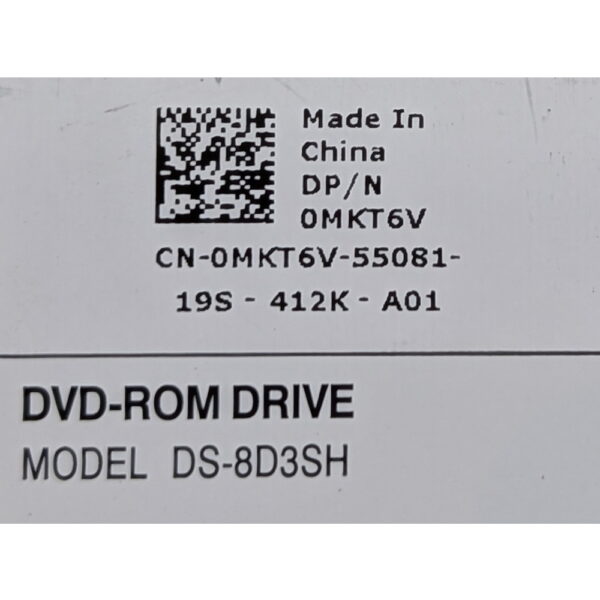 Made In
China
DP/N
0MKT6V
CN-0MKT6V-55081-
19S - 412K - A01
DVD-ROM DRIVE
MODEL DS-8D3SH